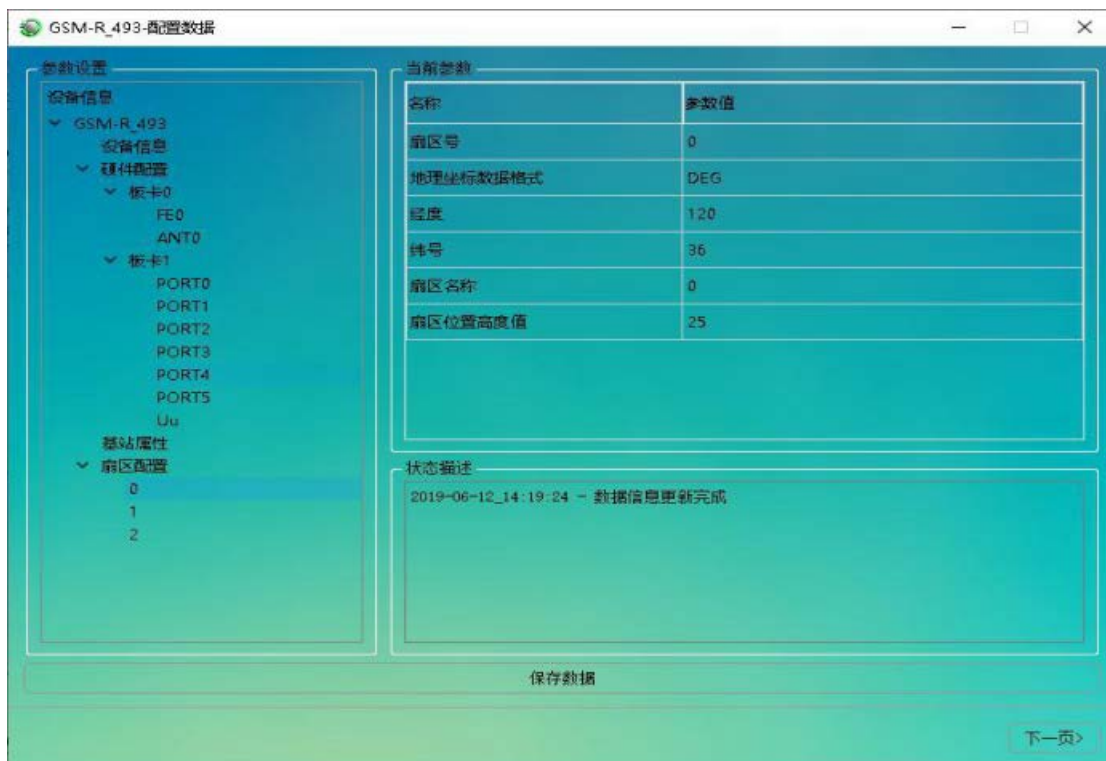 GSM-R_493-配置数据
参数设置
设备信息
GSM-R_493
设备信息
硬件配置
板卡0
FE0
ANT0
板卡1
PORT0
PORT1
PORT2
PORT3
PORT4
PORT5
Uu
基站属性
扇区配置
0
1
2
当前参数
名称 参数值
扇区号 0
地理坐标数据格式 DEG
经度 120
纬号 36
扇区名称 0
扇区位置高度值 25
状态描述
2019-06-12_14:19:24 - 数据信息更新完成
保存数据
下一页>